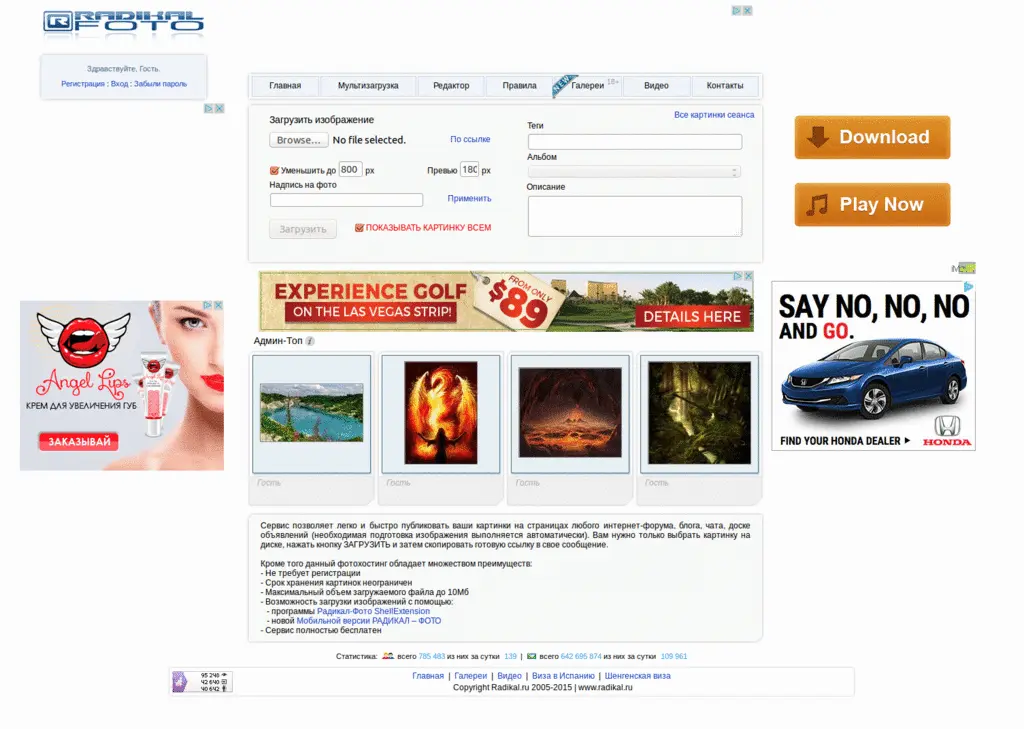 RADIKAL
FOTO
Здравствуйте, Гость.
Регистрация : Вход : Забыли пароль
Главная
Мультизагрузка
Редактор
Правила
NEW
Галереи 18+
Видео
Контакты
Загрузить изображение
Все картинки сеанса
Browse... No file selected.
По ссылке
Теги
Уменьшить до 800 px
Превью 180 px
Альбом
Надпись на фото
Применить
Описание
Загрузить
ПОКАЗЫВАТЬ КАРТИНКУ ВСЕМ
Download
Play Now
EXPERIENCE GOLF
ON THE LAS VEGAS STRIP!
FROM ONLY
$89
DETAILS HERE
Angel Lips
КРЕМ ДЛЯ УВЕЛИЧЕНИЯ ГУБ
ЗАКАЗЫВАЙ
SAY NO, NO, NO
AND GO.
FIND YOUR HONDA DEALER
HONDA
Админ-Топ i
Гость
Гость
Гость
Гость
Сервис позволяет легко и быстро публиковать ваши картинки на страницах любого интернет-форума, блога, чата, доске
объявлений (необходимая подготовка изображения выполняется автоматически). Вам нужно только выбрать картинку на
диске, нажать кнопку ЗАГРУЗИТЬ и затем скопировать готовую ссылку в свое сообщение.
Кроме того данный фотохостинг обладает множеством преимуществ:
- Не требует регистрации
- Срок хранения картинок неограничен
- Максимальный объем загружаемого файла до 10Мб
- Возможность загрузки изображений с помощью:
- программы Радикал-Фото ShellExtension
- новой Мобильной версии РАДИКАЛ – ФОТО
- Сервис полностью бесплатен
Статистика: всего 785 483 из них за сутки 139 | всего 642 695 874 из них за сутки 109 961
95 240
42 640
40 642
Главная | Галереи | Видео | Виза в Испанию | Шенгенская виза
Copyright Radikal.ru 2005-2015 | www.radikal.ru